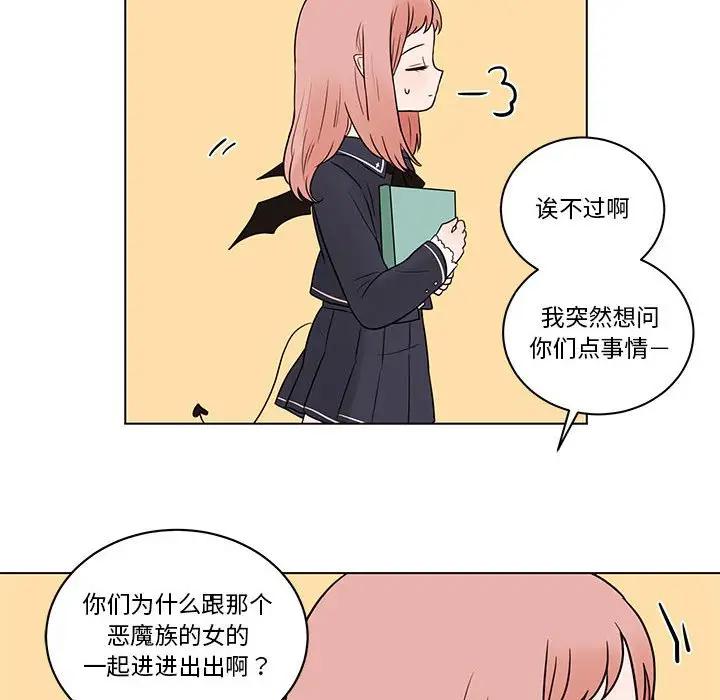 诶不过啊
我突然想问
你们点事情—
你们为什么跟那个
恶魔族的女的
一起进进出出啊？